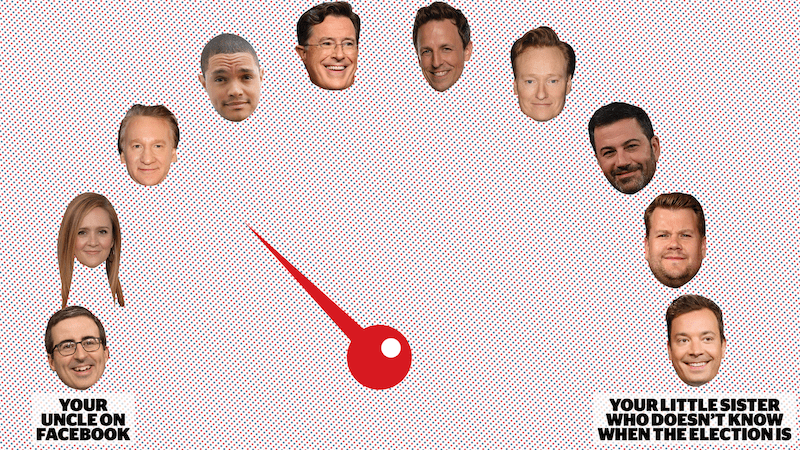 YOUR
UNCLE ON
FACEBOOK
YOUR LITTLE SISTER
WHO DOESN'T KNOW
WHEN THE ELECTION IS